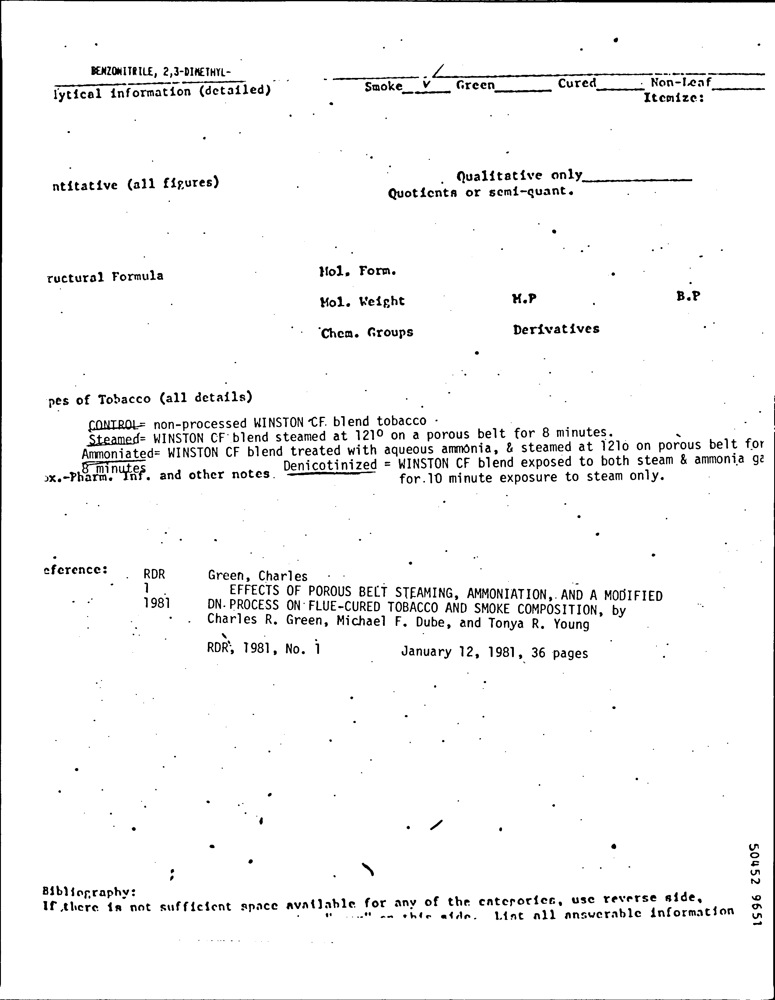 BENZONITRILE, 2,3-DIMETHYL-
lytical information (detailed) Smoke √ Green Cured Non-Leaf
Itemize:
ntitative (all figures) Qualitative only
Quotients or semi-quant.
ructural Formula Mol. Form.
Mol. Weight M.P B.P
Chem. Groups Derivatives
pes of Tobacco (all details)
CONTROL= non-processed WINSTON CF blend tobacco
Steamed= WINSTON CF blend steamed at 121º on a porous belt for 8 minutes.
Ammoniated= WINSTON CF blend treated with aqueous ammonia, & steamed at 121o on porous belt for
8 minutes. Denicotinized = WINSTON CF blend exposed to both steam & ammonia ga
ox.-Pharm. Inf. and other notes. for 10 minute exposure to steam only.
eference: RDR Green, Charles
1 EFFECTS OF POROUS BELT STEAMING, AMMONIATION, AND A MODIFIED
1981 DN PROCESS ON FLUE-CURED TOBACCO AND SMOKE COMPOSITION, by
Charles R. Green, Michael F. Dube, and Tonya R. Young
RDR, 1981, No. 1 January 12, 1981, 36 pages
Bibliography:
If there is not sufficient space available for any of the categories, use reverse side,
on this side. List all answerable information
50452 9651